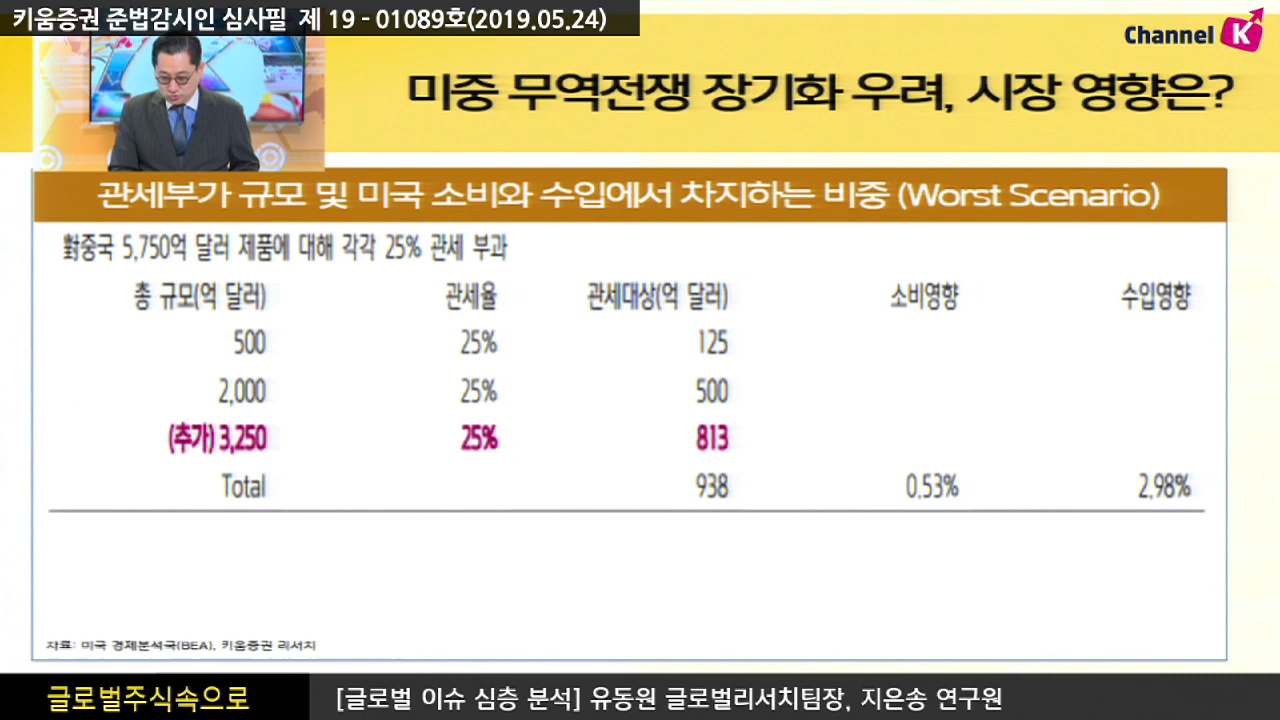 키움증권 준법감시인 심사필 제 19 - 01089호(2019.05.24)
Channel K
미중 무역전쟁 장기화 우려, 시장 영향은?
관세부가 규모 및 미국 소비와 수입에서 차지하는 비중 (Worst Scenario)
對중국 5,750억 달러 제품에 대해 각각 25% 관세 부과
총 규모(억 달러) 관세율 관세대상(억 달러) 소비영향 수입영향
500 25% 125
2,000 25% 500
(추가) 3,250 25% 813
Total 938 0.53% 2.98%
자료: 미국 경제분석국(BEA), 키움증권 리서치
글로벌주식속으로
[글로벌 이슈 심층 분석] 유동원 글로벌리서치팀장, 지은송 연구원